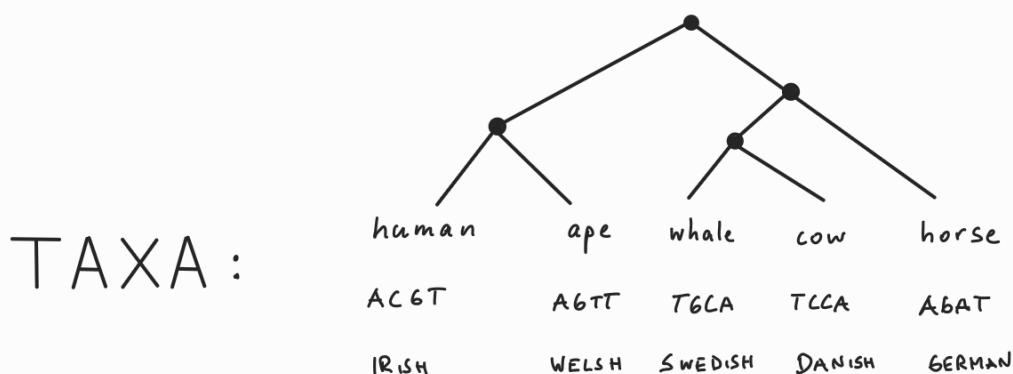 human ape whale cow horse
TAXA:
ACGT AGTT TGCA TCCA AGAT
IRISH WELSH SWEDISH DANISH GERMAN